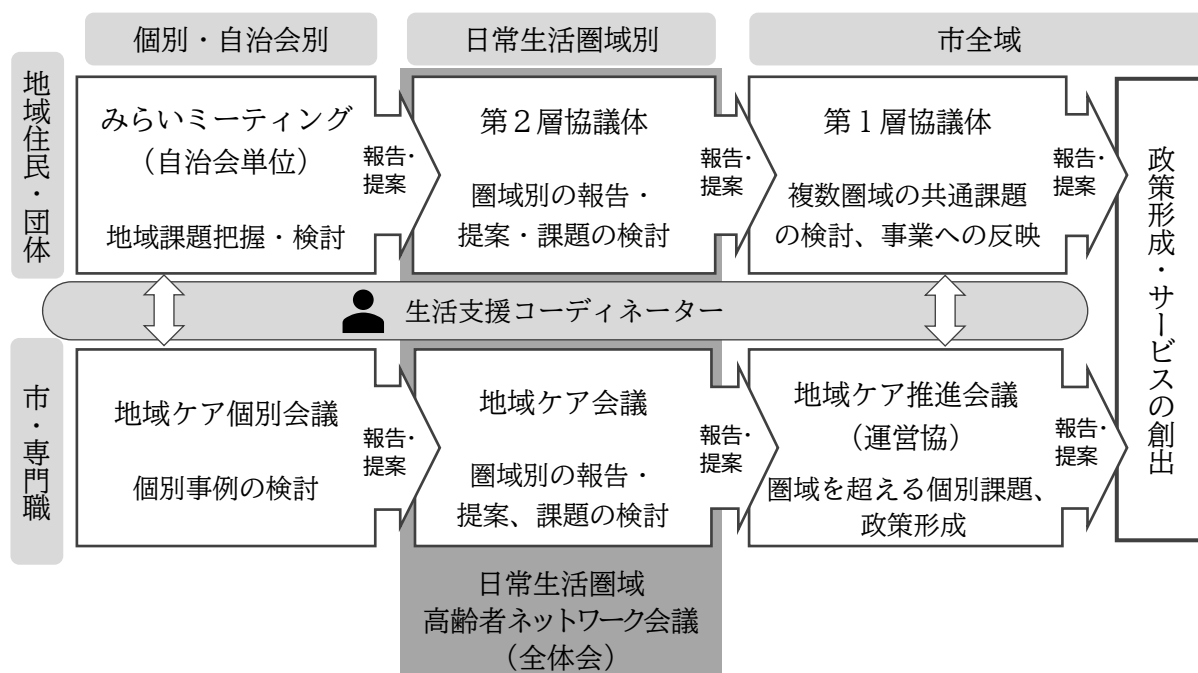 個別・自治会別
日常生活圏域別
市全域
地域住民・団体
みらいミーティング
（自治会単位）
地域課題把握・検討
報告・
提案
第２層協議体
圏域別の報告・
提案・課題の検討
報告・
提案
第１層協議体
複数圏域の共通課題
の検討、事業への反映
報告・
提案
政策形成・サービスの創出
生活支援コーディネーター
市・専門職
地域ケア個別会議
個別事例の検討
報告・
提案
地域ケア会議
圏域別の報告・
提案、課題の検討
報告・
提案
地域ケア推進会議
（運営協）
圏域を超える個別課題、
政策形成
報告・
提案
日常生活圏域
高齢者ネットワーク会議
（全体会）